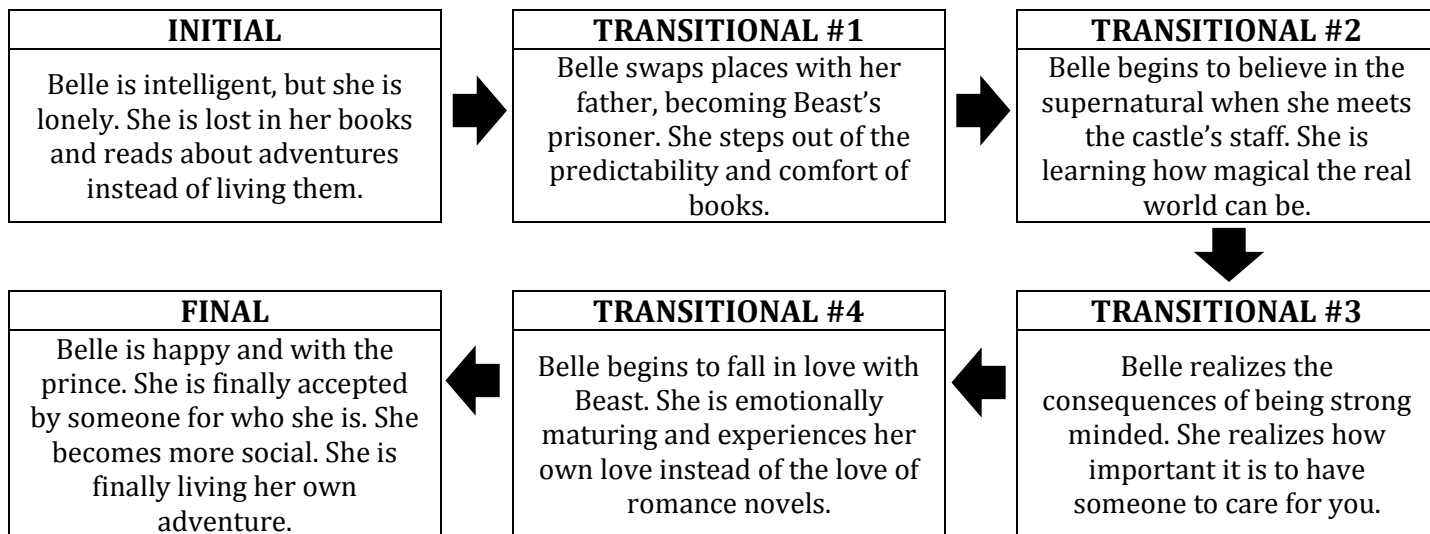 INITIAL
Belle is intelligent, but she is
lonely. She is lost in her books
and reads about adventures
instead of living them.
TRANSITIONAL #1
Belle swaps places with her
father, becoming Beast’s
prisoner. She steps out of the
predictability and comfort of
books.
TRANSITIONAL #2
Belle begins to believe in the
supernatural when she meets
the castle’s staff. She is
learning how magical the real
world can be.
TRANSITIONAL #3
Belle realizes the
consequences of being strong
minded. She realizes how
important it is to have
someone to care for you.
TRANSITIONAL #4
Belle begins to fall in love with
Beast. She is emotionally
maturing and experiences her
own love instead of the love of
romance novels.
FINAL
Belle is happy and with the
prince. She is finally accepted
by someone for who she is. She
becomes more social. She is
finally living her own
adventure.